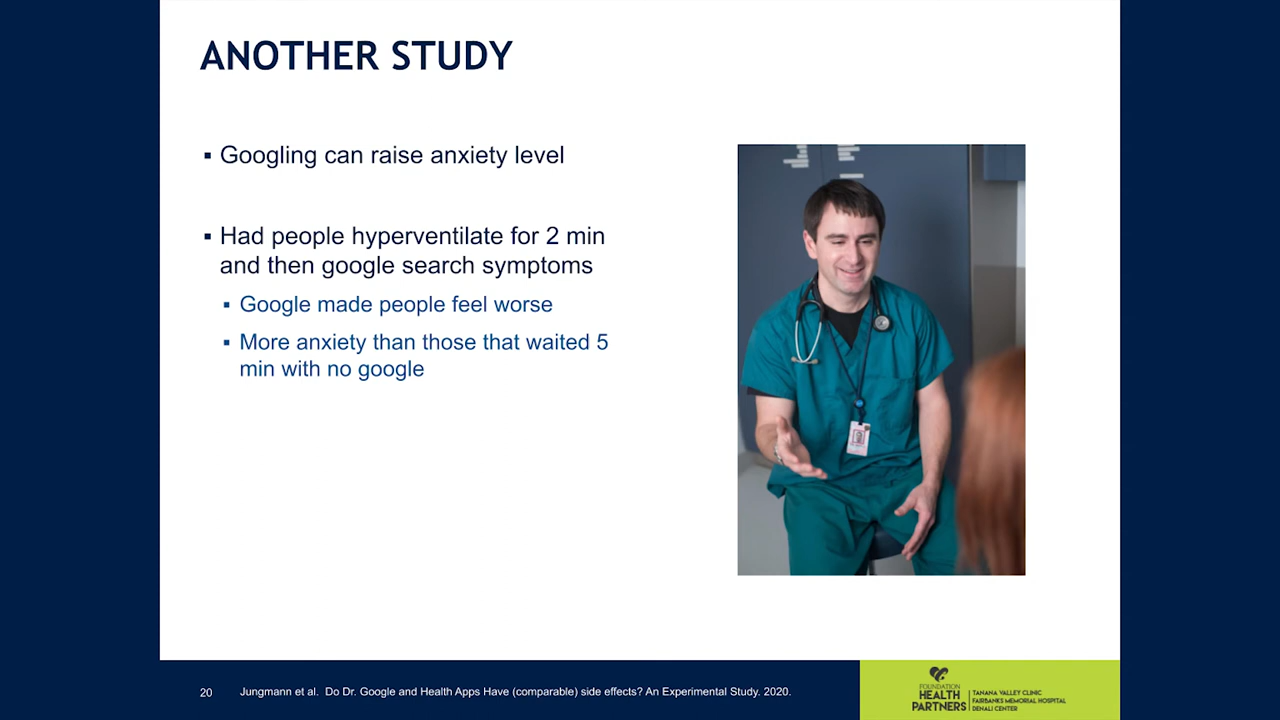 ANOTHER STUDY
▪ Googling can raise anxiety level
▪ Had people hyperventilate for 2 min
and then google search symptoms
▪ Google made people feel worse
▪ More anxiety than those that waited 5
min with no google
20
Jungmann et al.  Do Dr. Google and Health Apps Have (comparable) side effects? An Experimental Study. 2020.
FOUNDATION
HEALTH
PARTNERS
TANANA VALLEY CLINIC
FAIRBANKS MEMORIAL HOSPITAL
DENALI CENTER